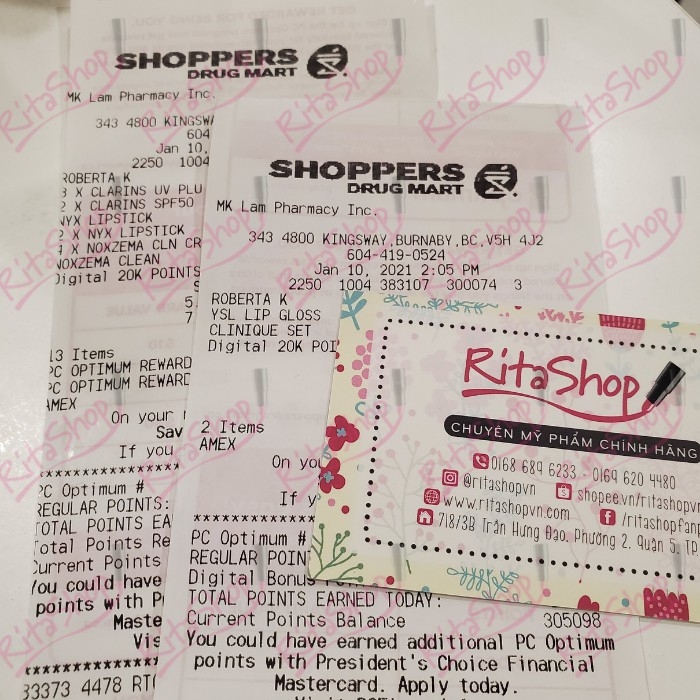 SHOPPERS
DRUG MART
MK Lam Pharmacy Inc.
343 4800 KINGSWA
604
Jan 10,
2250 1004
ROBERTA K
3 X CLARINS UV PLU
2 X CLARINS SPF50
NYX LIPSTICK
2 X NYX LIPSTICK
X NOXZEMA CLN CR
NOXZEMA CLEAN
Digital 20K POINTS
S
5
7
13 Items
PC OPTIMUM REWARD
PC OPTIMUM REWARD
AMEX
On your
Sav
If you
PC Optimum #
REGULAR POINTS:
TOTAL POINTS EA
Total Points Re
Current Points
You could have
points with P
Maste
Vis
33373 4478 RT
SHOPPERS
DRUG MART
MK Lam Pharmacy Inc.
343 4800 KINGSWAY,BURNABY,BC,V5H 4J2
604-419-0524
Jan 10, 2021 2:05 PM
2250 1004 383107 300074 3
ROBERTA K
YSL LIP GLOSS
CLINIQUE SET
Digital 20K POI
2 Items
AMEX
On you
If y
PC Optimum #
REGULAR POIN
Digital Bonus
TOTAL POINTS EARNED TODAY:
Current Points Balance 305098
You could have earned additional PC Optimum
points with President's Choice Financial
Mastercard. Apply today.
RitaShop
CHUYÊN MỸ PHẨM CHÍNH HÃNG
0168 689 6233 - 0169 620 4480
@ritashopvn shopee.vn/ritashopvn
www.ritashopvn.com /ritashopfanp
718/3B Trần Hưng Đạo, Phường 2, quận 5, TP